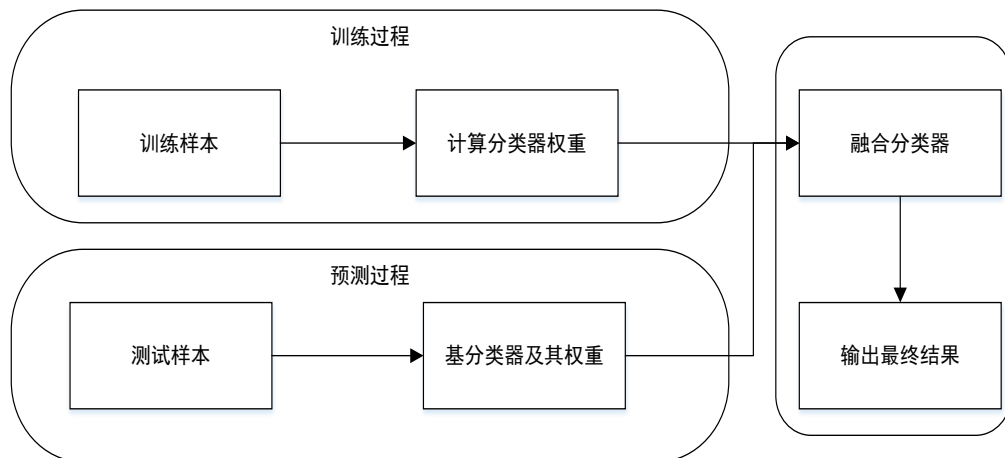 训练过程
训练样本
计算分类器权重
融合分类器
预测过程
测试样本
基分类器及其权重
输出最终结果